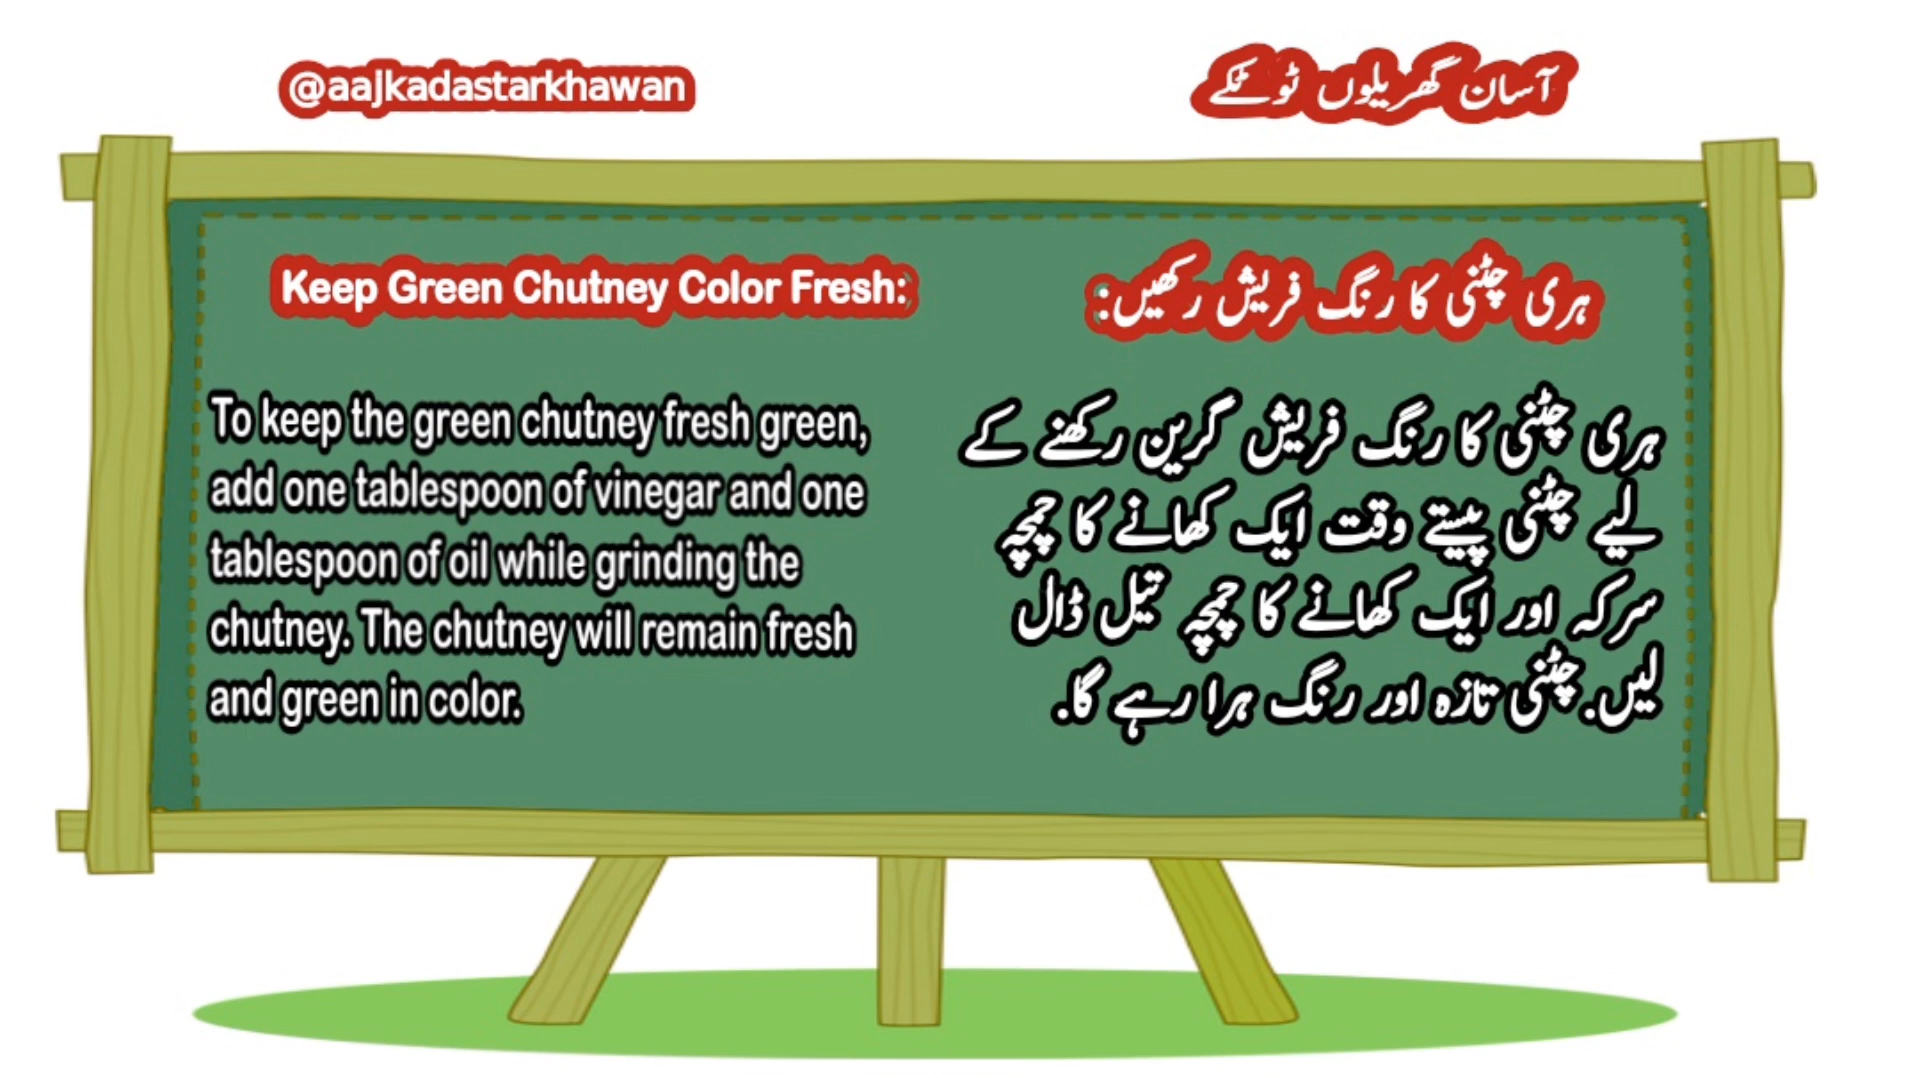 @aajkadastarkhawan
آسان گھریلوں ٹوٹکے
Keep Green Chutney Color Fresh:
To keep the green chutney fresh green,
add one tablespoon of vinegar and one
tablespoon of oil while grinding the
chutney. The chutney will remain fresh
and green in color.
ہری چٹنی کا رنگ فریش رکھیں:
ہری چٹنی کا رنگ فریش گرین رکھنے کے
لیے چٹنی پیستے وقت ایک کھانے کا چمچہ
سرکہ اور ایک کھانے کا چمچہ تیل ڈال
لیں. چٹنی تازہ اور رنگ ہرا رہے گا.